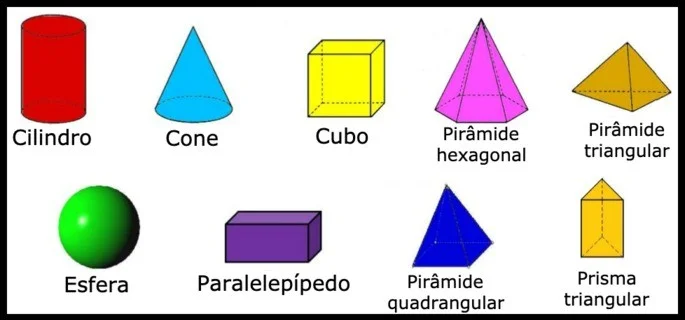 Cilindro
Cone
Cubo
Pirâmide
hexagonal
Pirâmide
triangular
Esfera
Paralelepípedo
Pirâmide
quadrangular
Prisma
triangular